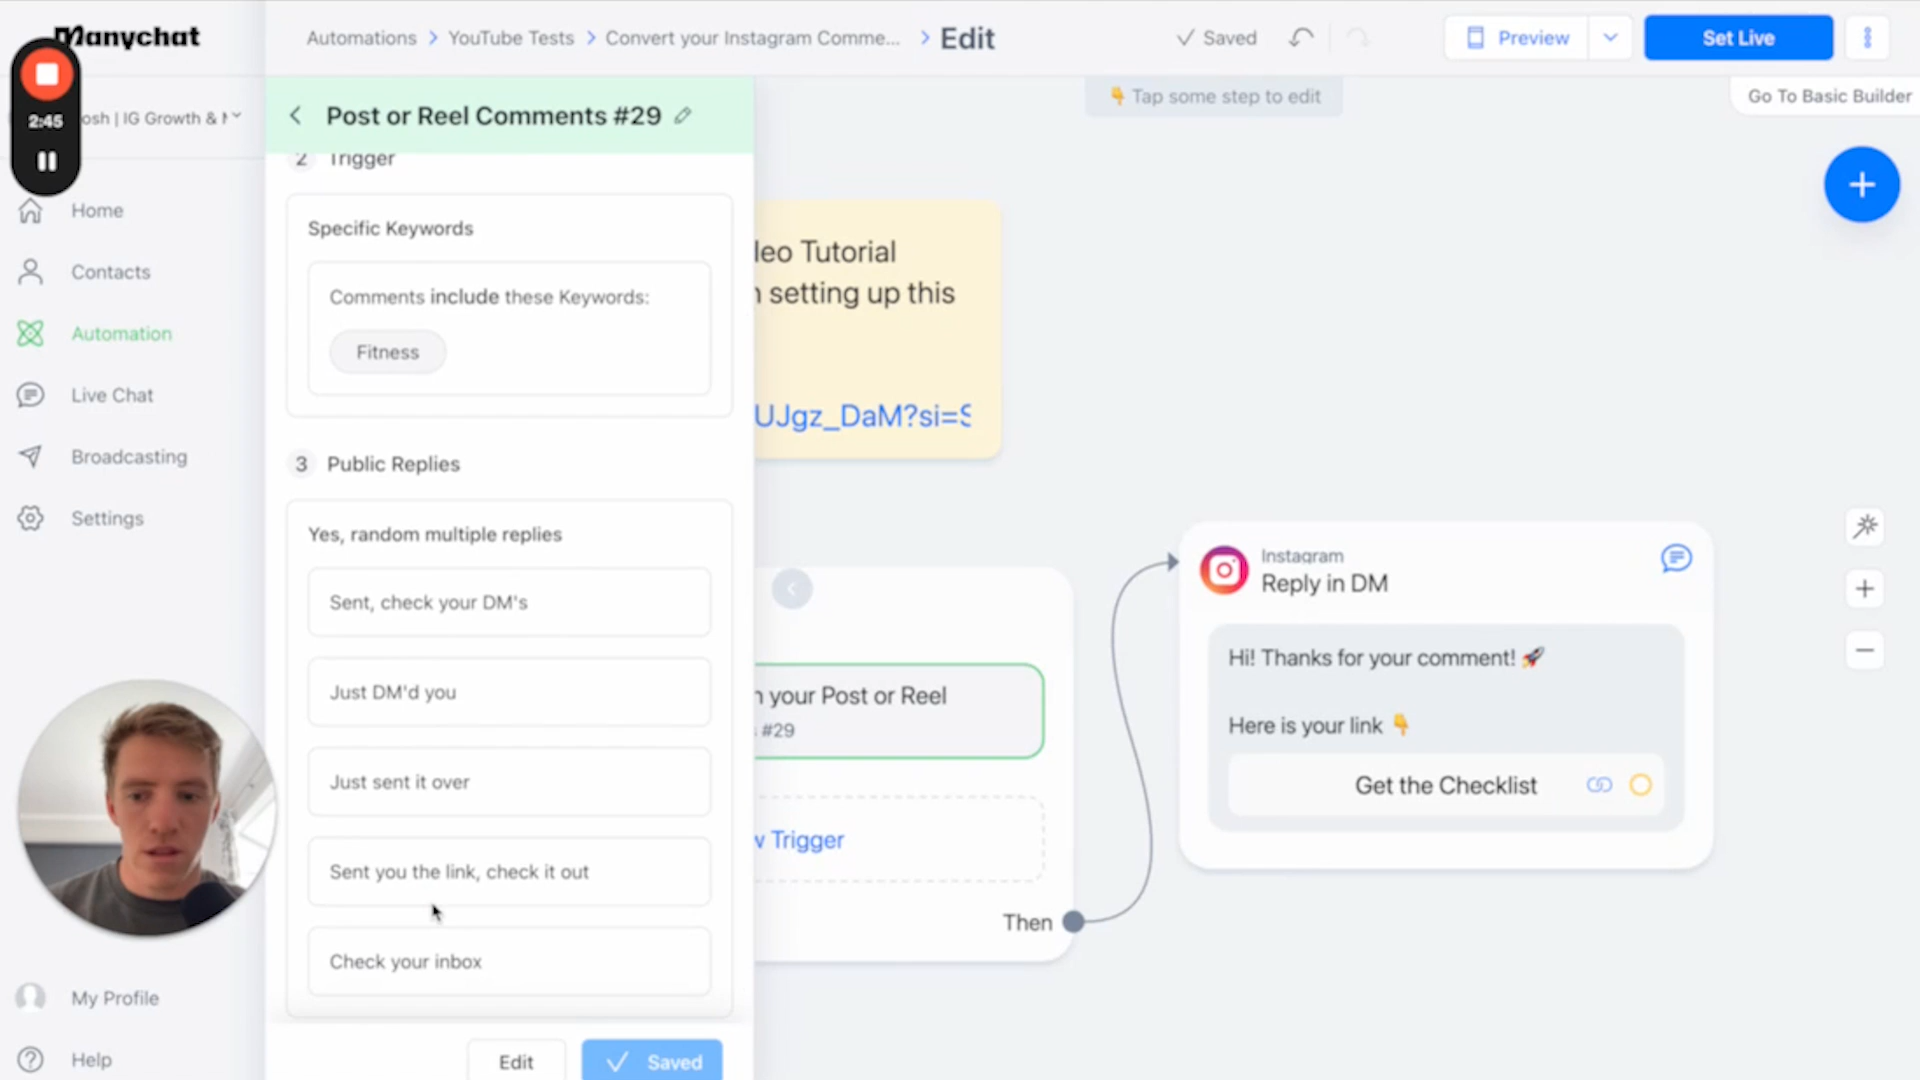 Manychat
Automations > YouTube Tests > Convert your Instagram Comme... > Edit
Saved
Preview
Set Live
2:45
osh | IG Growth &
Post or Reel Comments #29
Tap some step to edit
Go To Basic Builder
2 Trigger
Home
Contacts
Automation
Live Chat
Broadcasting
Settings
My Profile
Help
Specific Keywords
Comments include these Keywords:
Fitness
3 Public Replies
Yes, random multiple replies
Sent, check your DM's
Just DM'd you
Just sent it over
Sent you the link, check it out
Check your inbox
Edit
Saved
leo Tutorial
setting up this
UJgz_DaM?si=S
your Post or Reel
#29
Trigger
Then
Instagram
Reply in DM
Hi! Thanks for your comment! 🚀
Here is your link 👇
Get the Checklist